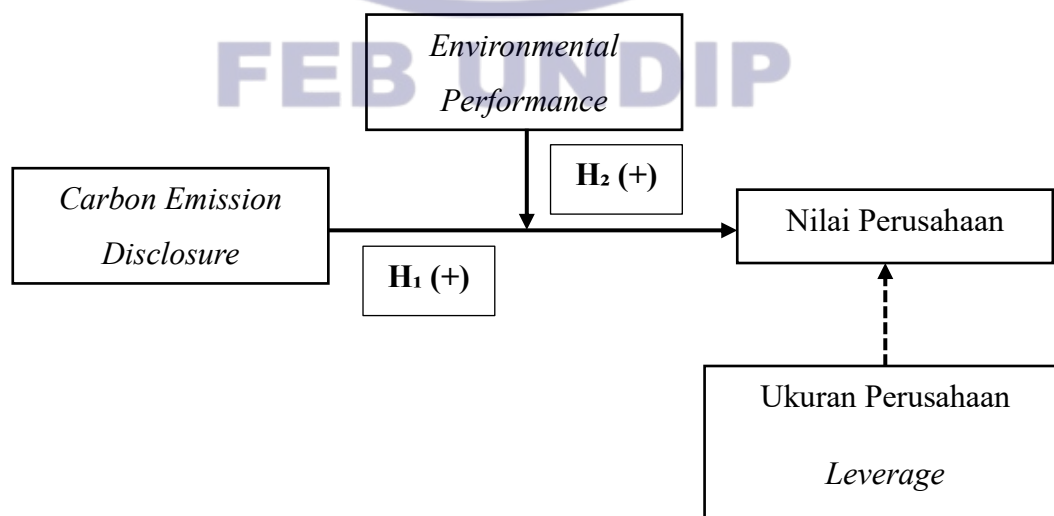 FEB UNDIP
Environmental
Performance
H₂ (+)
Carbon Emission
Disclosure
Nilai Perusahaan
H₁ (+)
Ukuran Perusahaan
Leverage